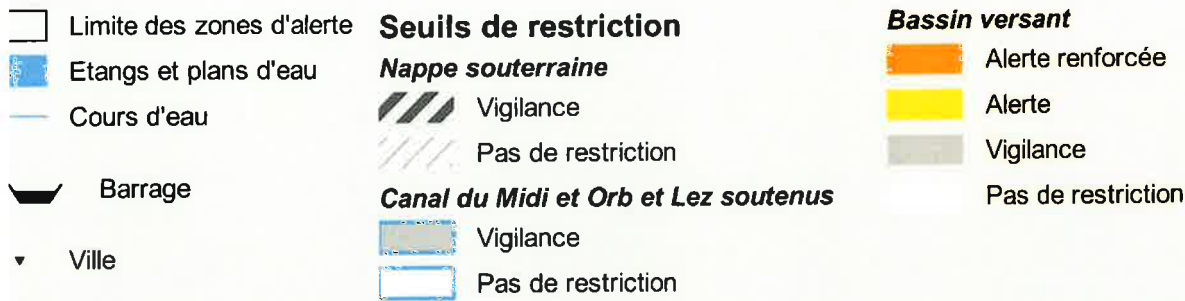 Limite des zones d'alerte
Etangs et plans d'eau
Cours d'eau
Barrage
Ville
Seuils de restriction
Nappe souterraine
Vigilance
Pas de restriction
Canal du Midi et Orb et Lez soutenus
Vigilance
Pas de restriction
Bassin versant
Alerte renforcée
Alerte
Vigilance
Pas de restriction